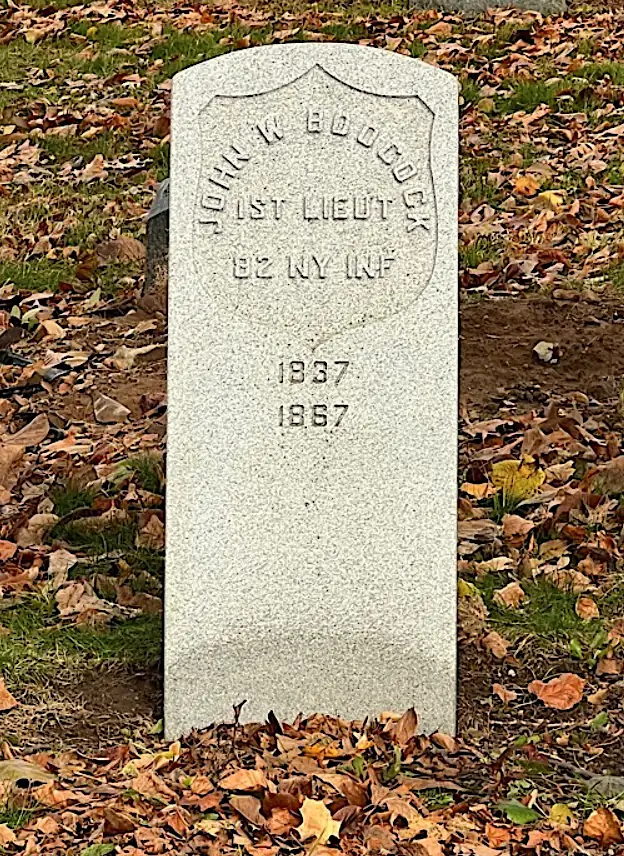 JOHN W BOOCOCK
1ST LIEUT
82 NY INF
1837
1867